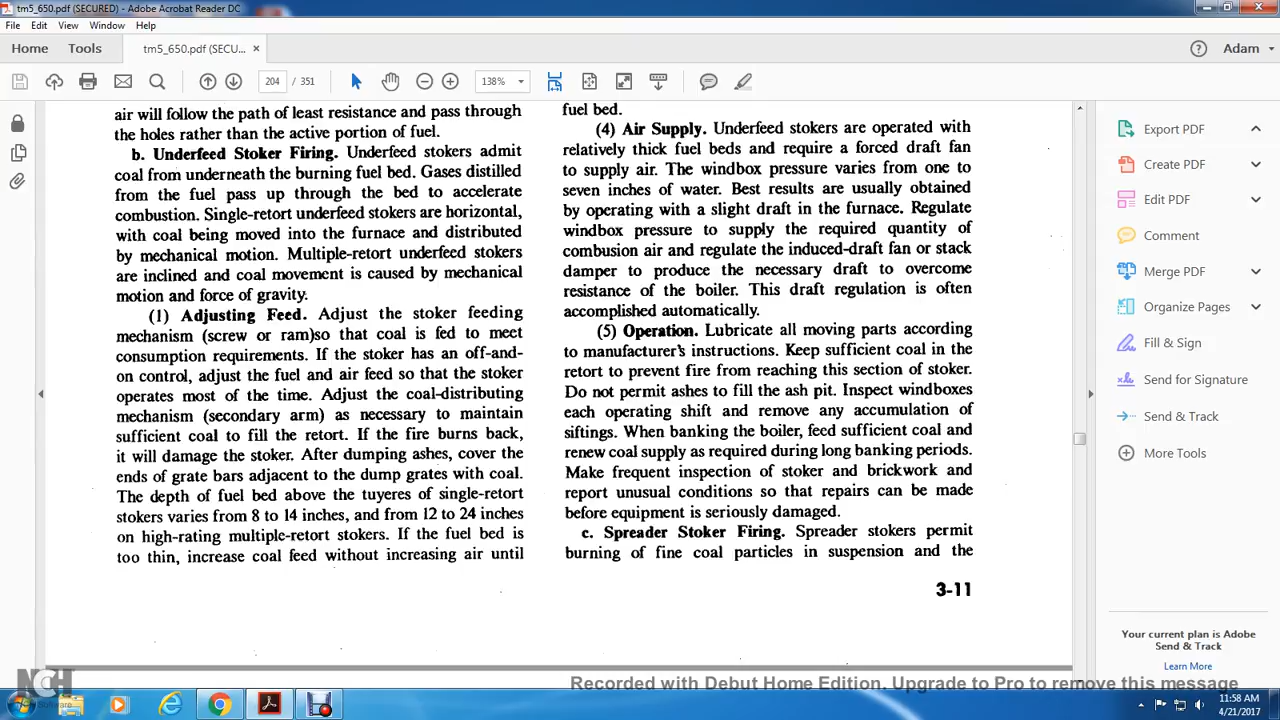 tm5_650.pdf (SECURED) - Adobe Acrobat Reader DC
File Edit View Window Help
Home Tools tm5_650.pdf (SECU... × Adam
204 / 351 138%
air will follow the path of least resistance and pass through
the holes rather than the active portion of fuel.
b. Underfeed Stoker Firing. Underfeed stokers admit
coal from underneath the burning fuel bed. Gases distilled
from the fuel pass up through the bed to accelerate
combustion. Single-retort underfeed stokers are horizontal,
with coal being moved into the furnace and distributed
by mechanical motion. Multiple-retort underfeed stokers
are inclined and coal movement is caused by mechanical
motion and force of gravity.
(1) Adjusting Feed. Adjust the stoker feeding
mechanism (screw or ram)so that coal is fed to meet
consumption requirements. If the stoker has an off-and-
on control, adjust the fuel and air feed so that the stoker
operates most of the time. Adjust the coal-distributing
mechanism (secondary arm) as necessary to maintain
sufficient coal to fill the retort. If the fire burns back,
it will damage the stoker. After dumping ashes, cover the
ends of grate bars adjacent to the dump grates with coal.
The depth of fuel bed above the tuyeres of single-retort
stokers varies from 8 to 14 inches, and from 12 to 24 inches
on high-rating multiple-retort stokers. If the fuel bed is
too thin, increase coal feed without increasing air until
fuel bed.
(4) Air Supply. Underfeed stokers are operated with
relatively thick fuel beds and require a forced draft fan
to supply air. The windbox pressure varies from one to
seven inches of water. Best results are usually obtained
by operating with a slight draft in the furnace. Regulate
windbox pressure to supply the required quantity of
combusion air and regulate the induced-draft fan or stack
damper to produce the necessary draft to overcome
resistance of the boiler. This draft regulation is often
accomplished automatically.
(5) Operation. Lubricate all moving parts according
to manufacturer's instructions. Keep sufficient coal in the
retort to prevent fire from reaching this section of stoker.
Do not permit ashes to fill the ash pit. Inspect windboxes
each operating shift and remove any accumulation of
siftings. When banking the boiler, feed sufficient coal and
renew coal supply as required during long banking periods.
Make frequent inspection of stoker and brickwork and
report unusual conditions so that repairs can be made
before equipment is seriously damaged.
c. Spreader Stoker Firing. Spreader stokers permit
burning of fine coal particles in suspension and the
3-11
Export PDF
Create PDF
Edit PDF
Comment
Merge PDF
Organize Pages
Fill & Sign
Send for Signature
Send & Track
More Tools
Your current plan is Adobe
Send & Track
Learn More
NCH
Software
Recorded with Debut Home Edition. Upgrade to Pro to remove this message
11:58 AM
4/21/2017